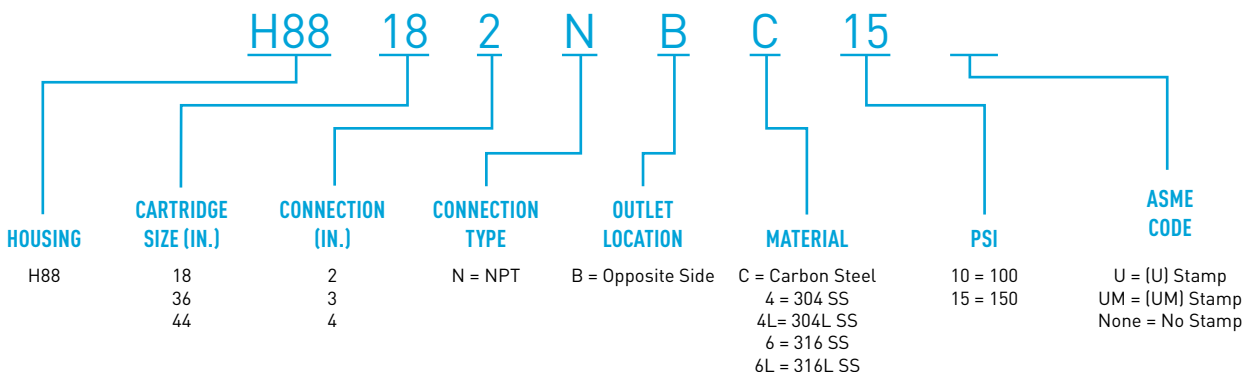 H88 18 2 N B C 15
HOUSING
H88
CARTRIDGE
SIZE (IN.)
18
36
44
CONNECTION
(IN.)
2
3
4
CONNECTION
TYPE
N = NPT
OUTLET
LOCATION
B = Opposite Side
MATERIAL
C = Carbon Steel
4 = 304 SS
4L= 304L SS
6 = 316 SS
6L = 316L SS
PSI
10 = 100
15 = 150
ASME
CODE
U = (U) Stamp
UM = (UM) Stamp
None = No Stamp